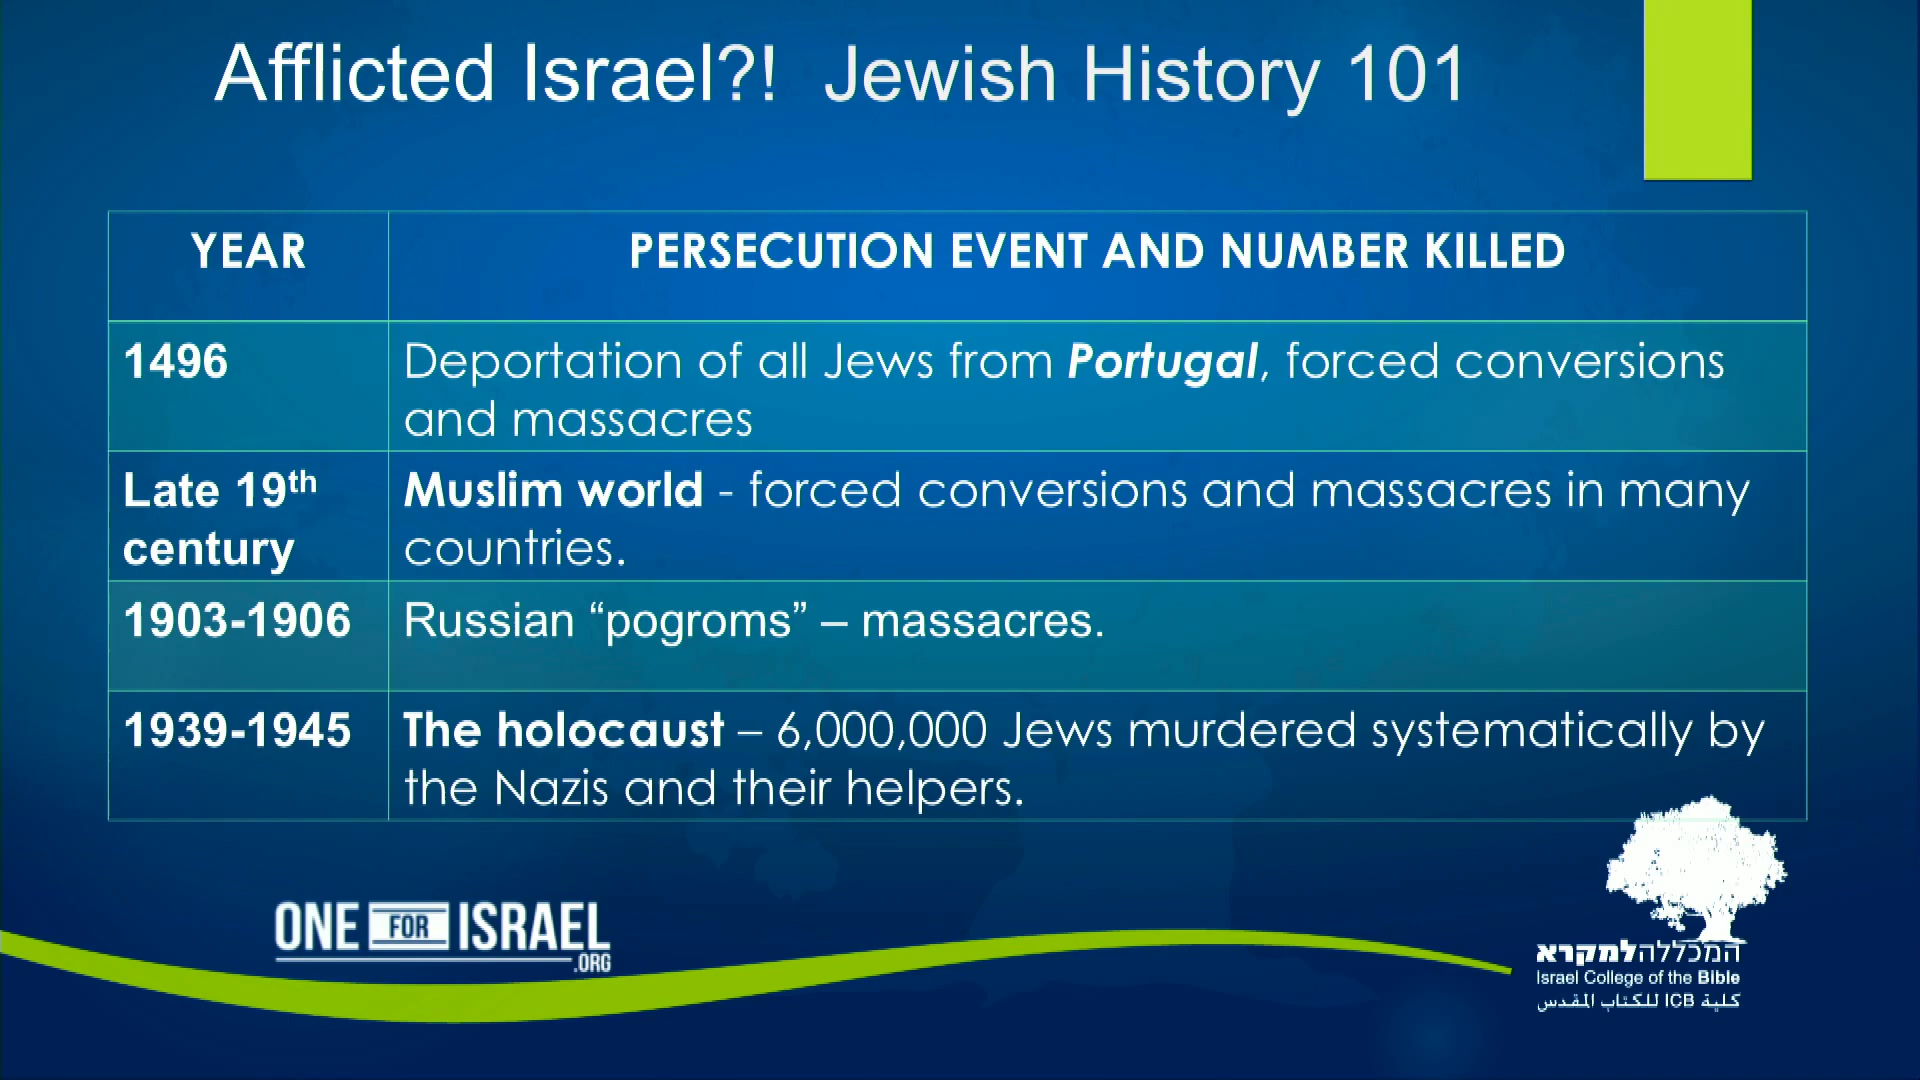 Afflicted Israel?! Jewish History 101
YEAR
PERSECUTION EVENT AND NUMBER KILLED
1496
Deportation of all Jews from Portugal, forced conversions
and massacres
Late 19th
century
Muslim world - forced conversions and massacres in many
countries.
1903-1906
Russian “pogroms” – massacres.
1939-1945
The holocaust – 6,000,000 Jews murdered systematically by
the Nazis and their helpers.
ONE FOR ISRAEL
.ORG
המכללהלמקרא
Israel College of the Bible
كلية ICB للكتاب المقدس